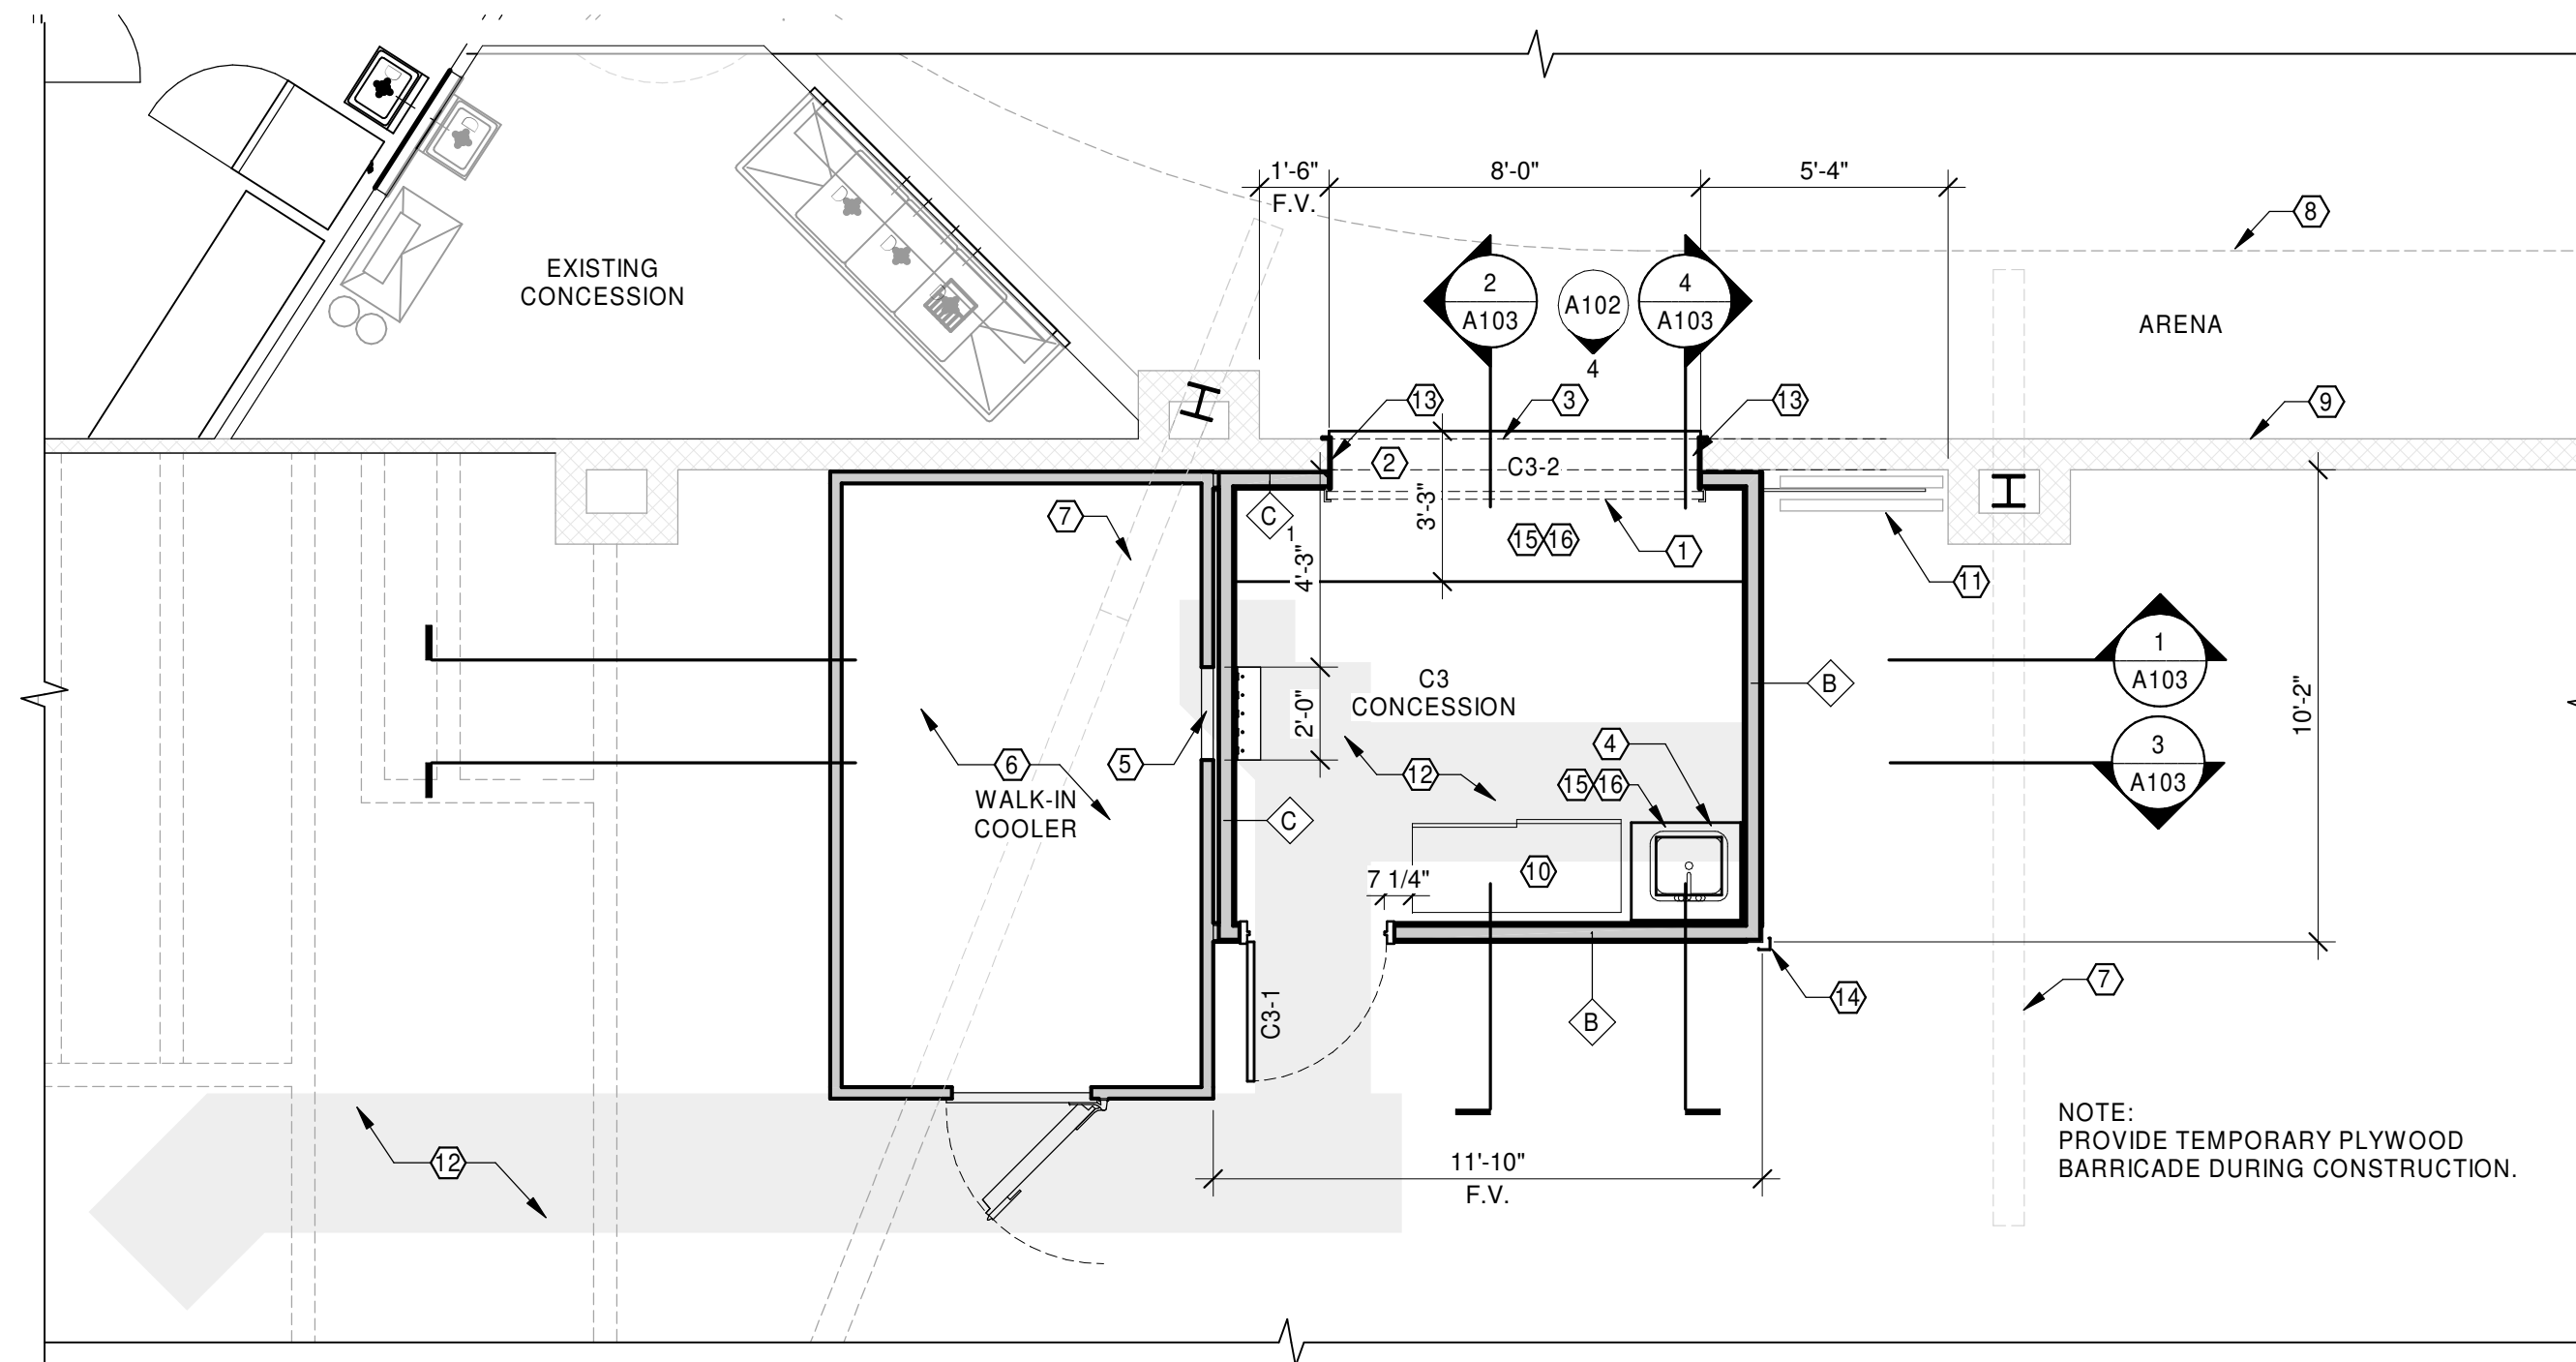 1'-6"
F.V.
8'-0"
5'-4"
8
EXISTING
CONCESSION
2
A103
A102
4
4
A103
ARENA
13
3
13
9
2
C3-2
7
C
1
3'-3"
15
16
1
4'-3"
11
C3
CONCESSION
B
1
A103
2'-0"
10'-2"
6
5
12
4
3
A103
15
16
WALK-IN
COOLER
C
10
7 1/4"
C3-1
B
14
7
NOTE:
PROVIDE TEMPORARY PLYWOOD
BARRICADE DURING CONSTRUCTION.
12
11'-10"
F.V.